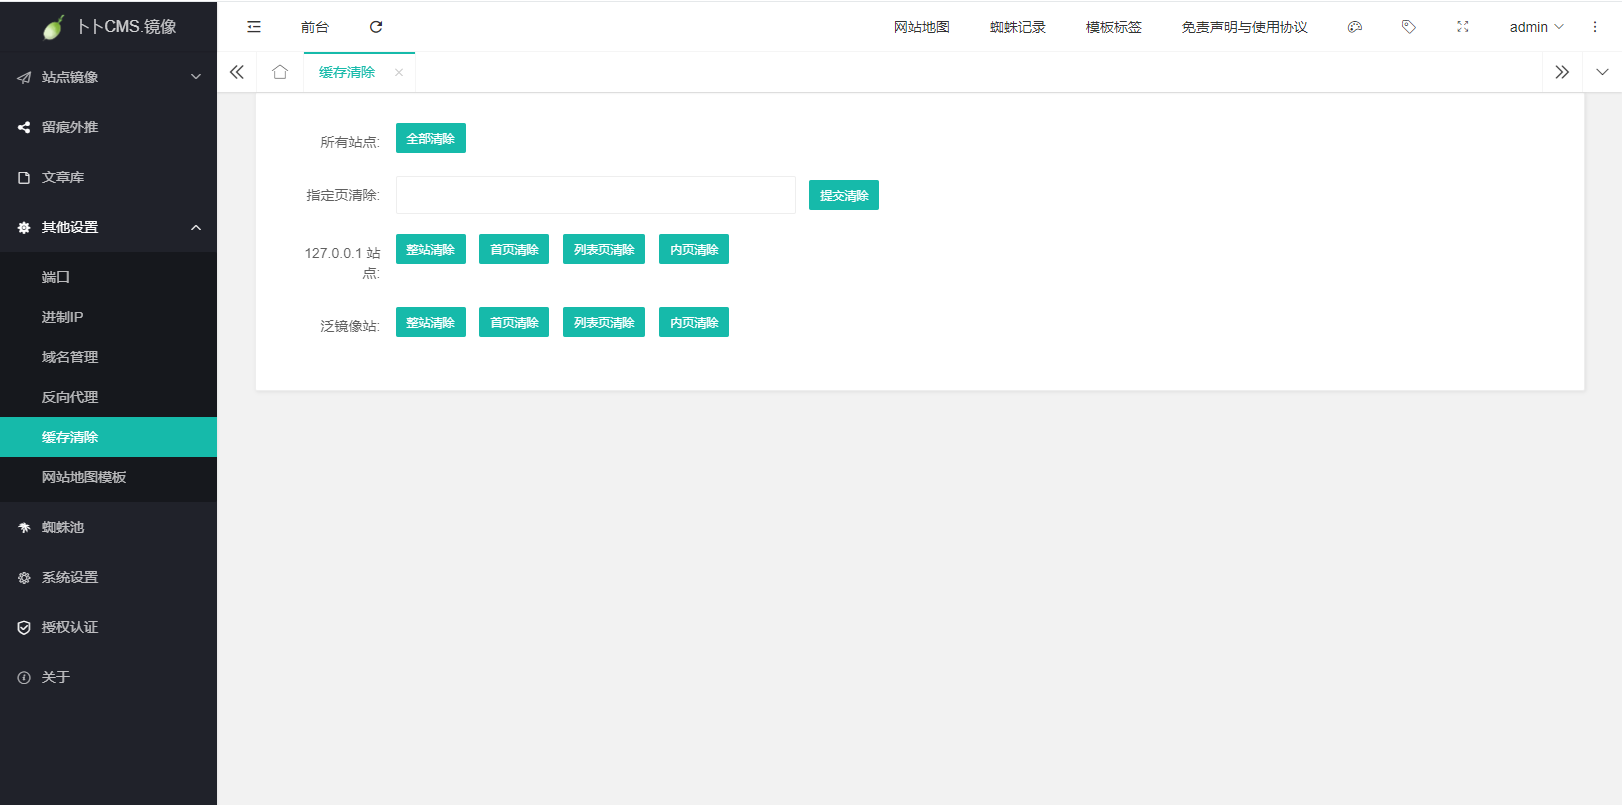 卜卜CMS.镜像
前台
网站地图
蜘蛛记录
模板标签
免责声明与使用协议
admin
缓存清除
站点镜像
留痕外推
文章库
其他设置
端口
进制IP
域名管理
反向代理
缓存清除
网站地图模板
蜘蛛池
系统设置
授权认证
关于
所有站点: 全部清除
指定页清除: 提交清除
127.0.0.1 站
点:
整站清除 首页清除 列表页清除 内页清除
泛镜像站: 整站清除 首页清除 列表页清除 内页清除